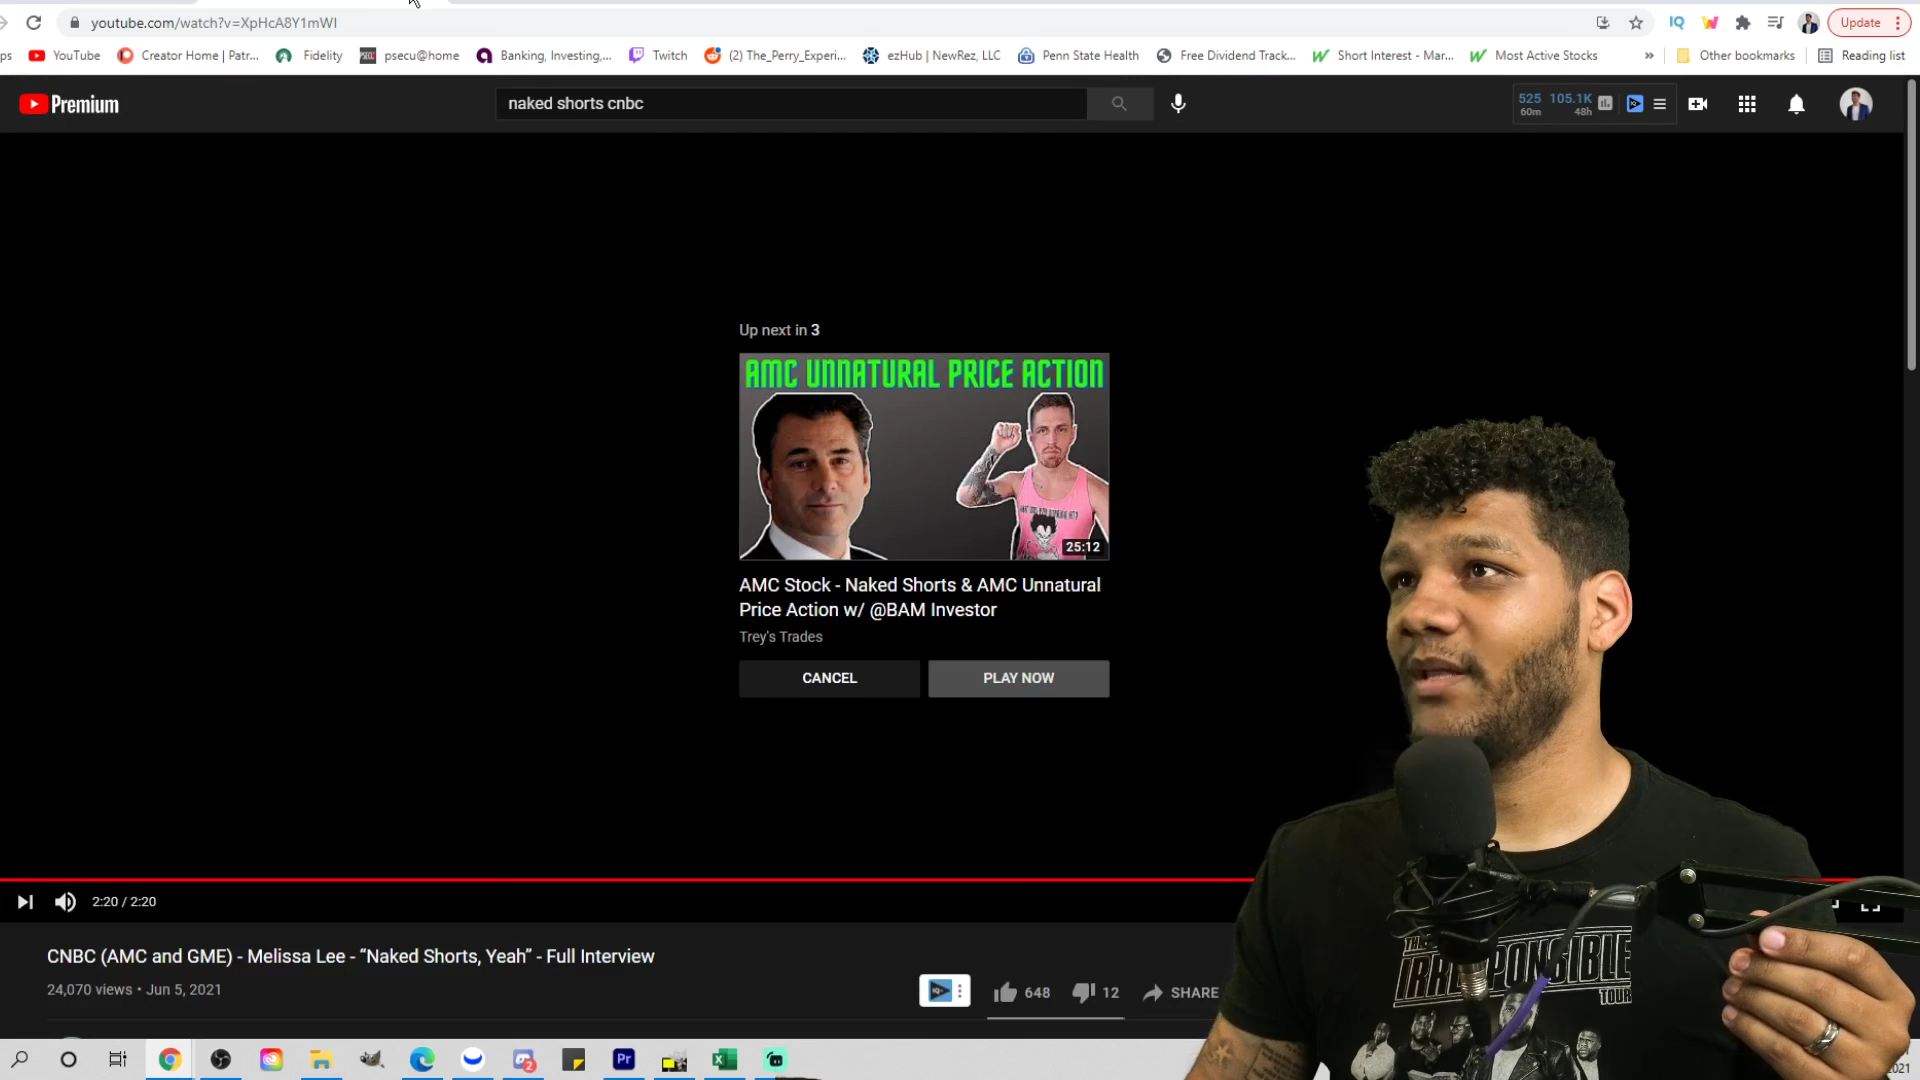 youtube.com/watch?v=XpHcA8Y1mWI
Update
ps
YouTube
Creator Home | Patr...
Fidelity
psecu@home
Banking, Investing,...
Twitch
(2) The_Perry_Experi...
ezHub | NewRez, LLC
Penn State Health
Free Dividend Track...
Short Interest - Mar...
Most Active Stocks
»
Other bookmarks
Reading list
Premium
naked shorts cnbc
525 105.1K
60m 48h
Up next in 3
AMC UNNATURAL PRICE ACTION
25:12
AMC Stock - Naked Shorts & AMC Unnatural
Price Action w/ @BAM Investor
Trey's Trades
CANCEL
PLAY NOW
2:20 / 2:20
CNBC (AMC and GME) - Melissa Lee - “Naked Shorts, Yeah” - Full Interview
24,070 views • Jun 5, 2021
648
12
SHARE
IRRESPONSIBLE
TOUR
Pr
2